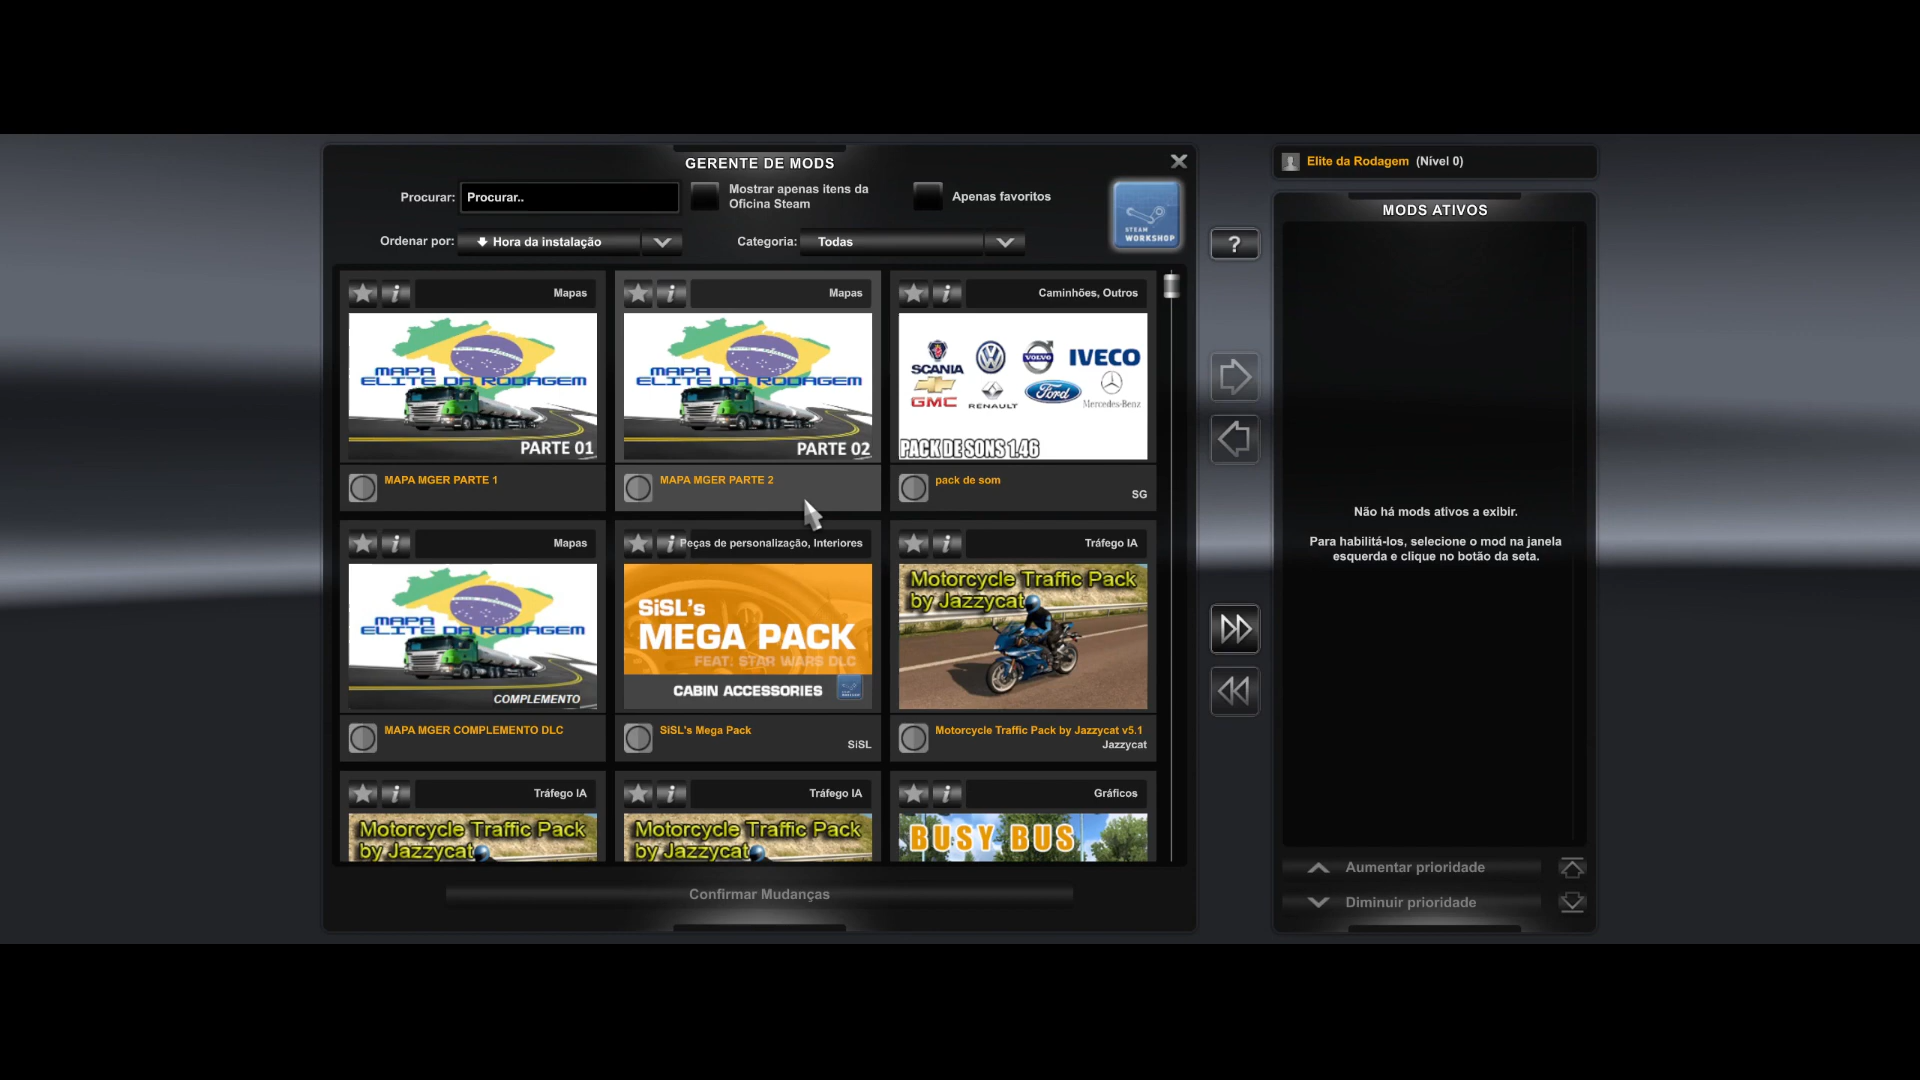 GERENTE DE MODS
Procurar:
Procurar..
Mostrar apenas itens da
Oficina Steam
Apenas favoritos
STEAM
WORKSHOP
Ordenar por:
Hora da instalação
Categoria:
Todas
Mapas
MAPA
ELITE DA RODAGEM
PARTE 01
MAPA MGER PARTE 1
Mapas
MAPA
ELITE DA RODAGEM
PARTE 02
MAPA MGER PARTE 2
Caminhões, Outros
SCANIA
VOLVO
IVECO
GMC
RENAULT
Ford
Mercedes-Benz
PACK DE SONS 1.46
pack de som
SG
Mapas
MAPA
ELITE DA RODAGEM
COMPLEMENTO
MAPA MGER COMPLEMENTO DLC
Peças de personalização, Interiores
SiSL's
MEGA PACK
FEAT. STAR WARS DLC
CABIN ACCESSORIES
SiSL's Mega Pack
SiSL
Tráfego IA
Motorcycle Traffic Pack
by Jazzycat
Motorcycle Traffic Pack by Jazzycat v5.1
Jazzycat
Tráfego IA
Motorcycle Traffic Pack
by Jazzycat
Tráfego IA
Motorcycle Traffic Pack
by Jazzycat
Gráficos
BUSY BUS
Confirmar Mudanças
?
Elite da Rodagem (Nivel 0)
MODS ATIVOS
Não há mods ativos a exibir.
Para habilitá-los, selecione o mod na janela
esquerda e clique no botão da seta.
Aumentar prioridade
Diminuir prioridade